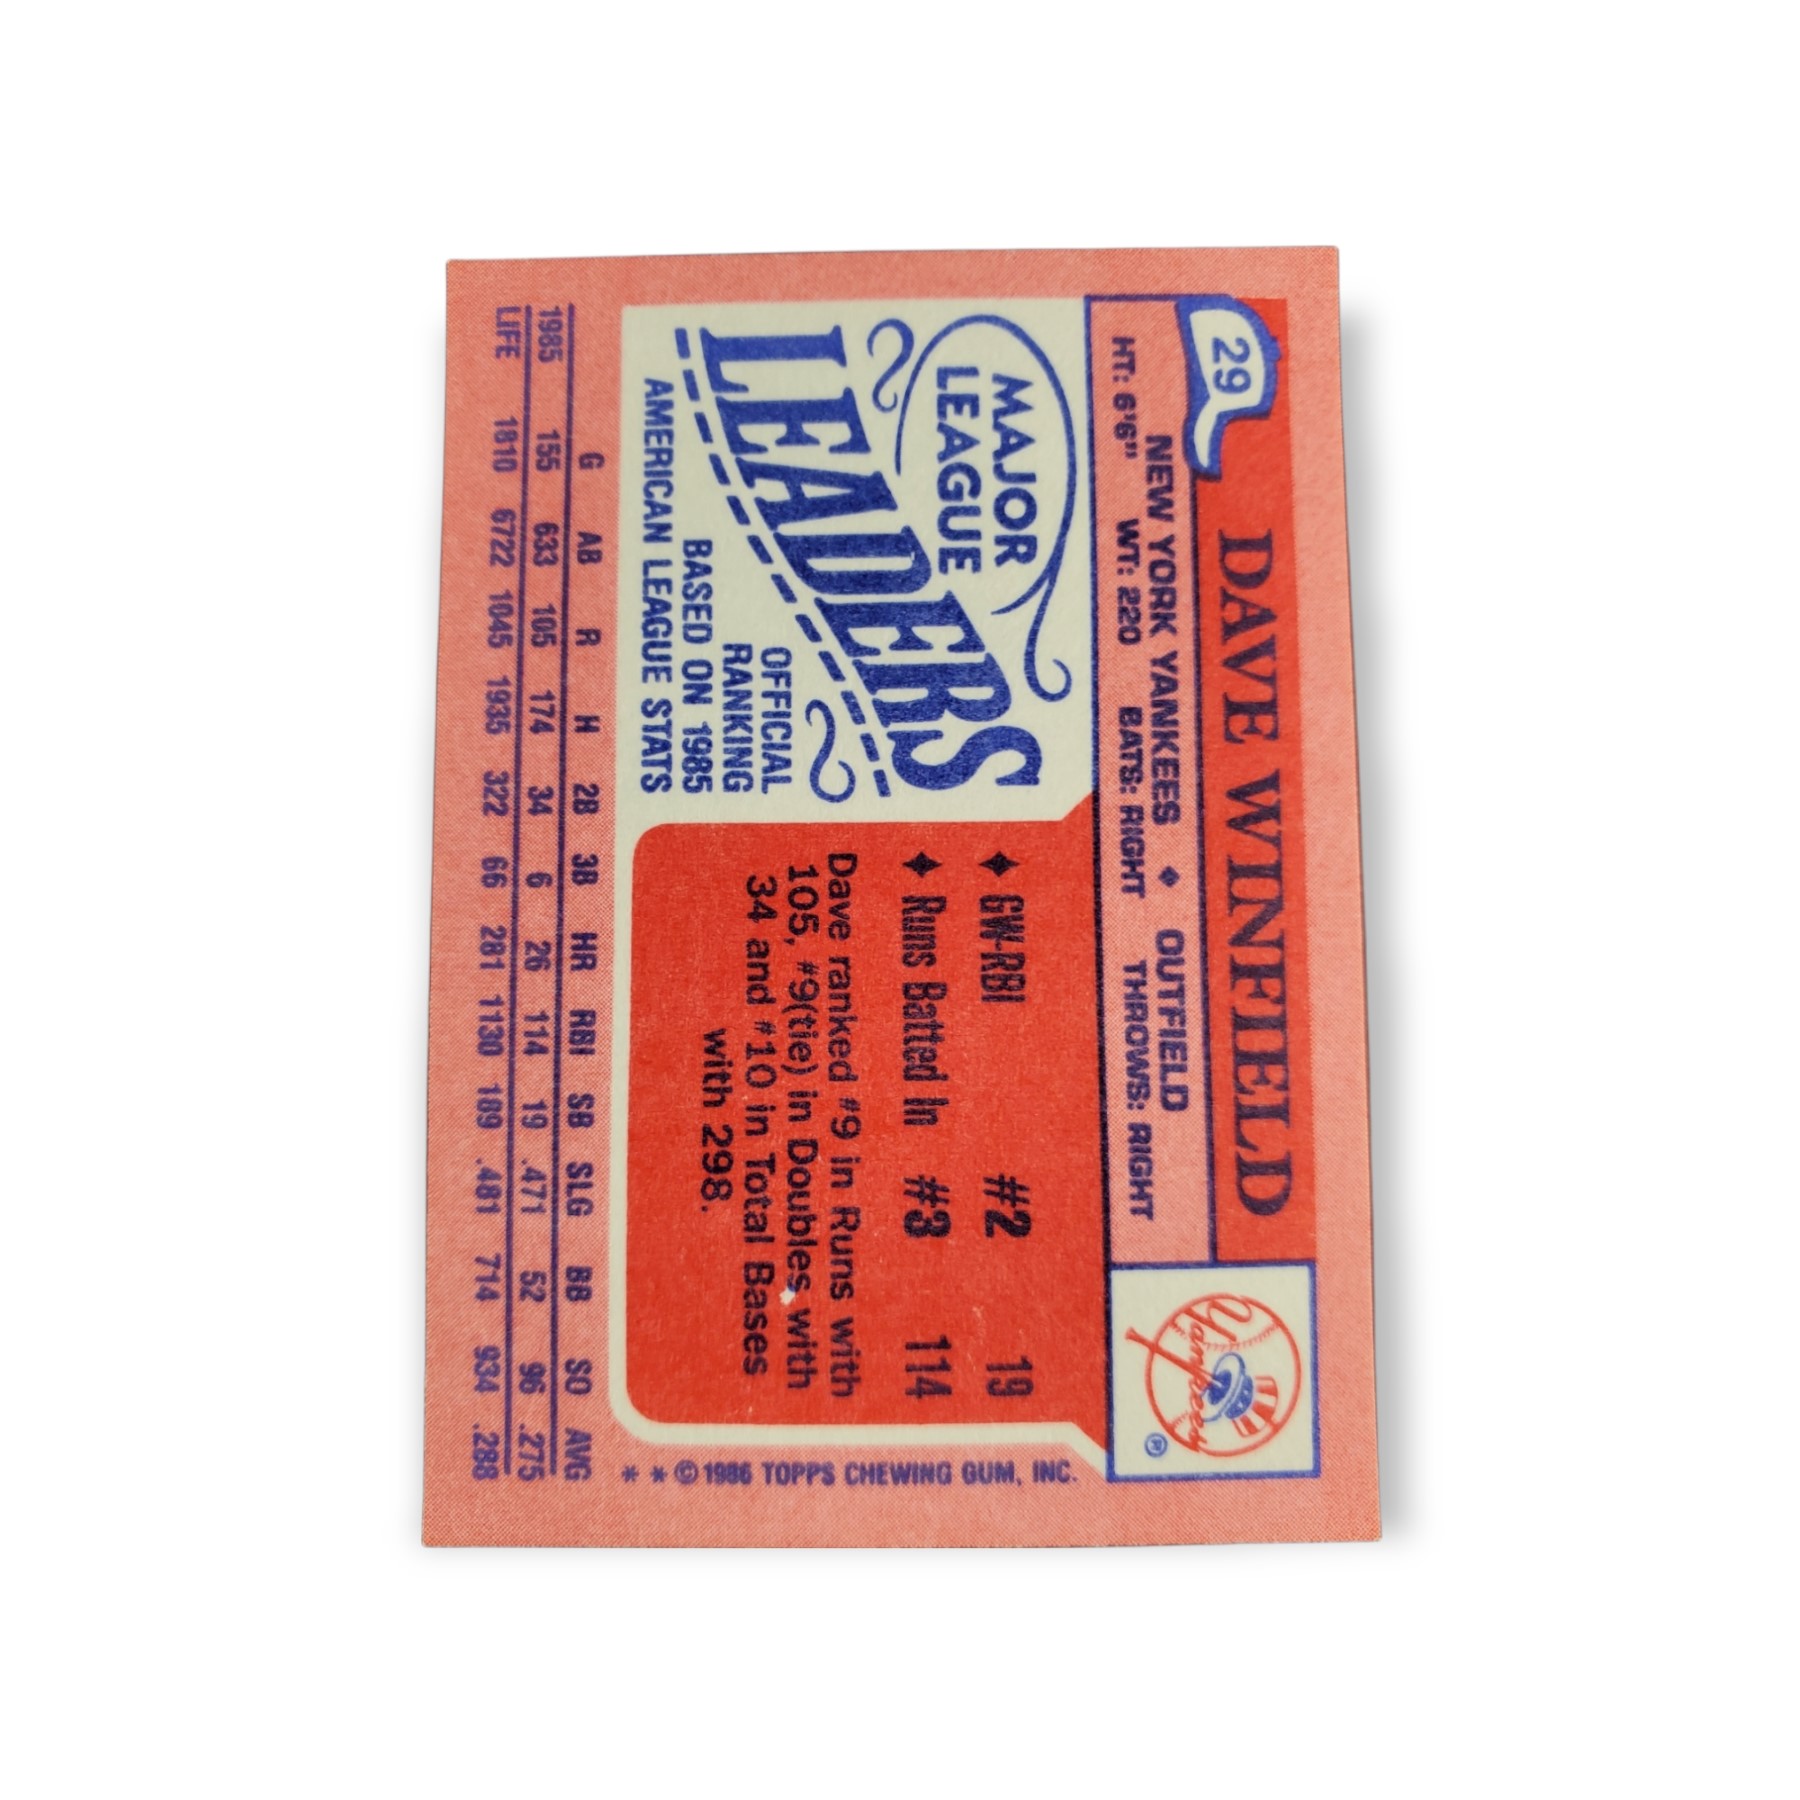 29
DAVE WINFIELD
NEW YORK YANKEES ♦ OUTFIELD
HT: 6'6" WT: 220 BATS: RIGHT THROWS: RIGHT
Yankees
®
MAJOR
LEAGUE
LEADERS
OFFICIAL
RANKING
BASED ON 1985
AMERICAN LEAGUE STATS
♦ GW-RBI #2 19
♦ Runs Batted In #3 114
Dave ranked #9 in Runs with
105, #9(tie) in Doubles with
34 and #10 in Total Bases
with 298.
* * © 1986 TOPPS CHEWING GUM, INC.
G AB R H 2B 3B HR RBI SB SLG BB SO AVG
1985 155 633 105 174 34 6 26 114 19 .471 52 96 .275
LIFE 1810 6722 1045 1935 322 66 281 1130 189 .481 714 934 .288